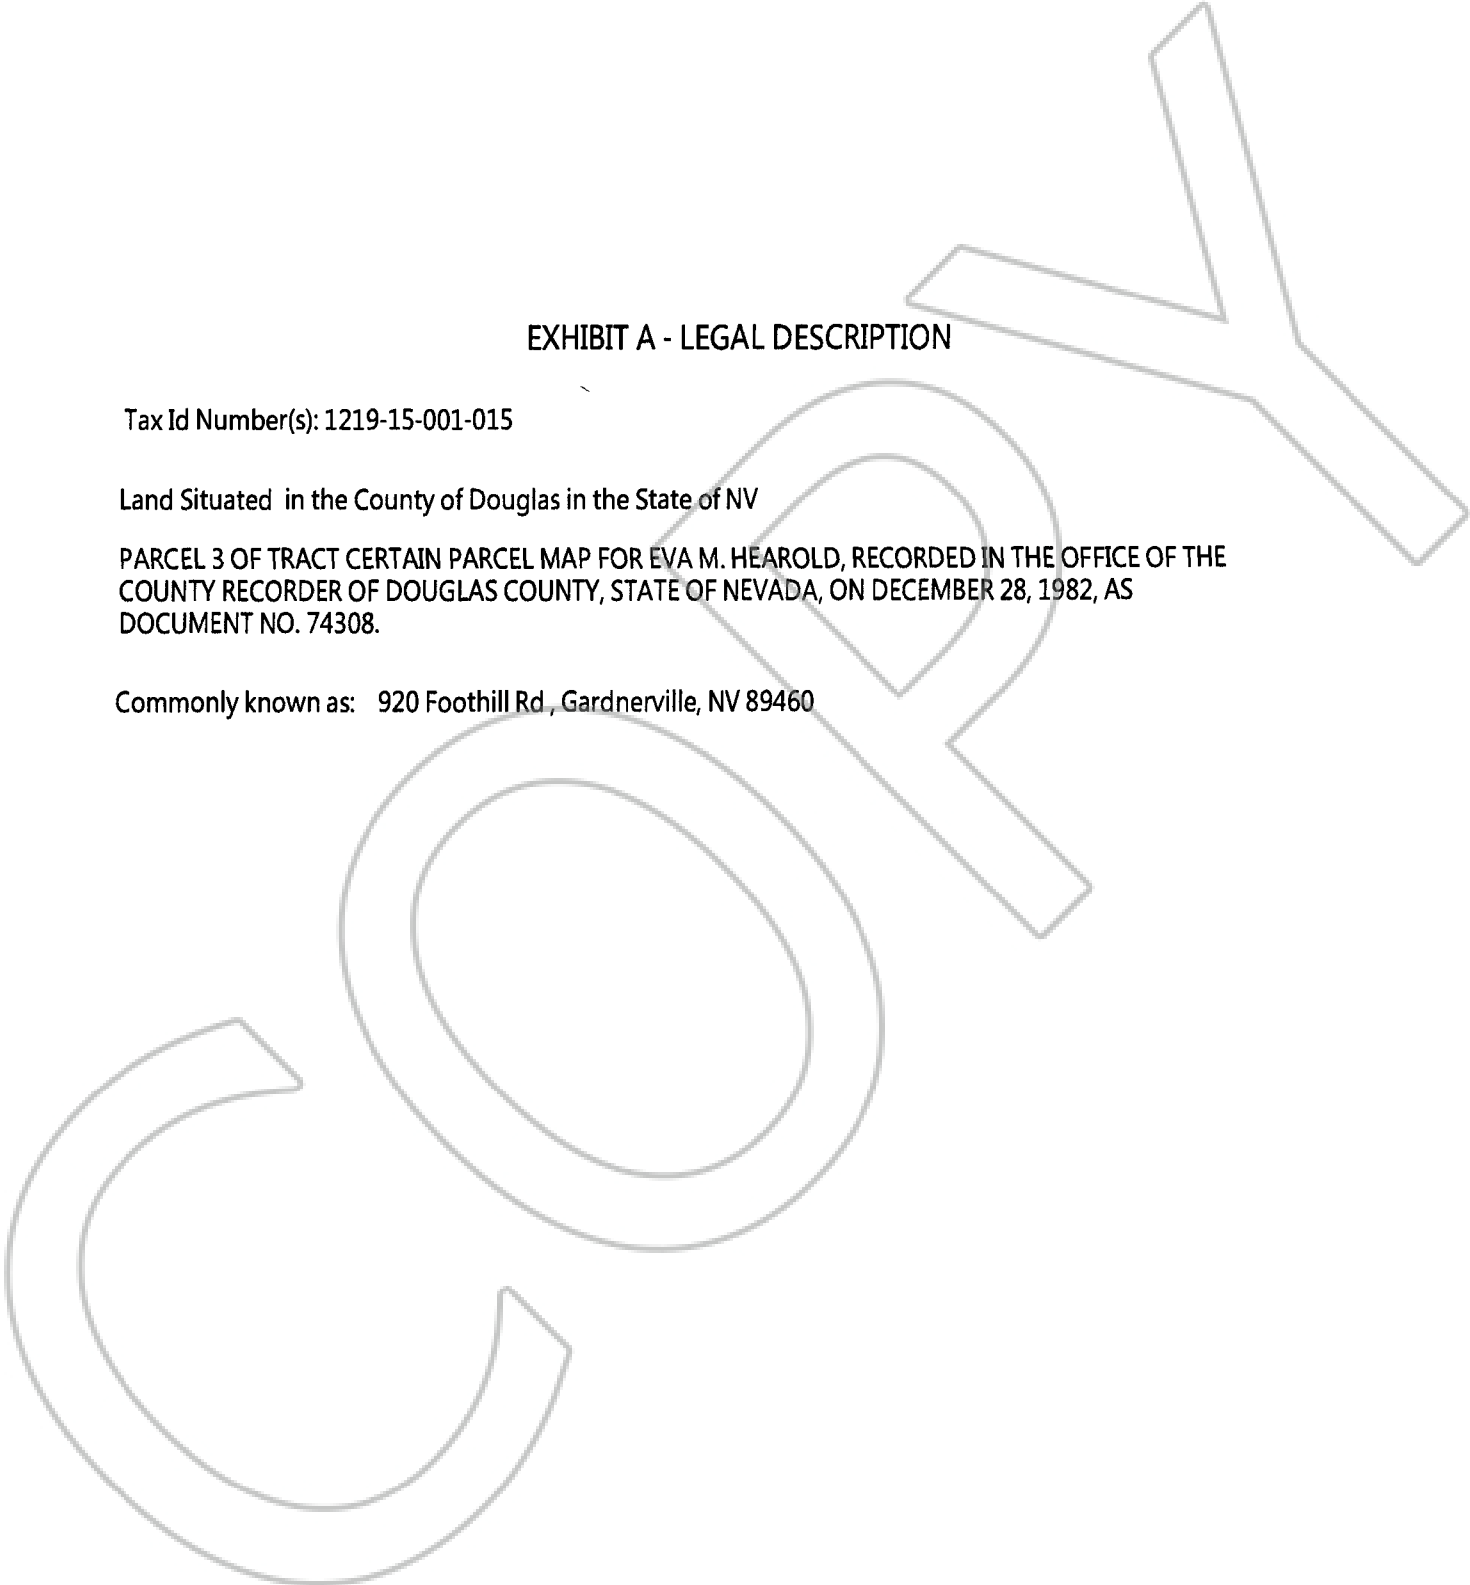 EXHIBIT A - LEGAL DESCRIPTION
Tax Id Number(s): 1219-15-001-015
Land Situated in the County of Douglas in the State of NV
PARCEL 3 OF TRACT CERTAIN PARCEL MAP FOR EVA M. HEAROLD, RECORDED IN THE OFFICE OF THE
COUNTY RECORDER OF DOUGLAS COUNTY, STATE OF NEVADA, ON DECEMBER 28, 1982, AS
DOCUMENT NO. 74308.
Commonly known as: 920 Foothill Rd , Gardnerville, NV 89460
COPY